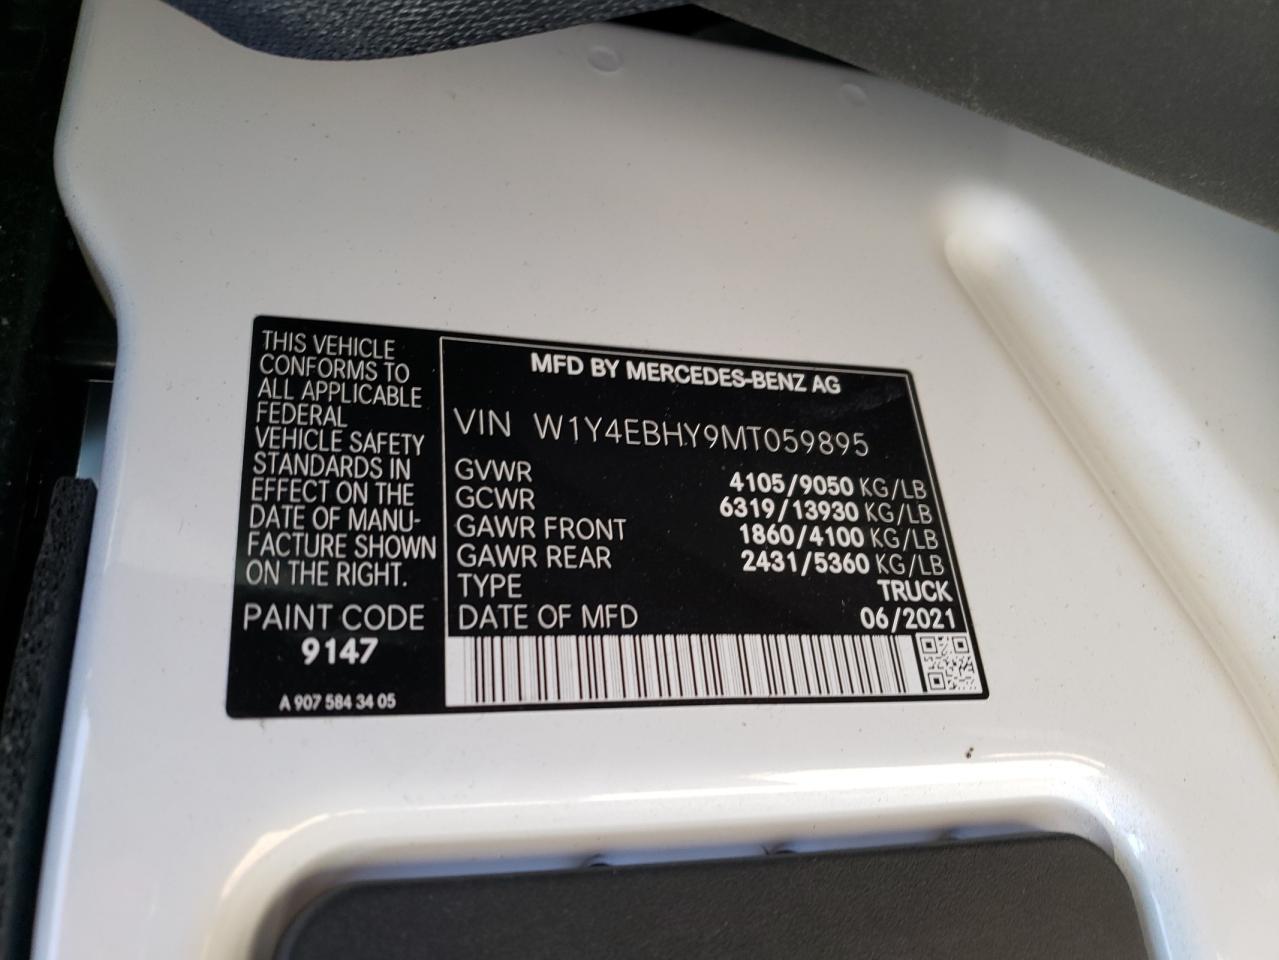 THIS VEHICLE
CONFORMS TO
ALL APPLICABLE
FEDERAL
VEHICLE SAFETY
STANDARDS IN
EFFECT ON THE
DATE OF MANU-
FACTURE SHOWN
ON THE RIGHT.
PAINT CODE
9147
A 907 584 34 05
MFD BY MERCEDES-BENZ AG
VIN W1Y4EBHY9MT059895
GVWR 4105/9050 KG/LB
GCWR 6319/13930 KG/LB
GAWR FRONT 1860/4100 KG/LB
GAWR REAR 2431/5360 KG/LB
TYPE TRUCK
DATE OF MFD 06/2021